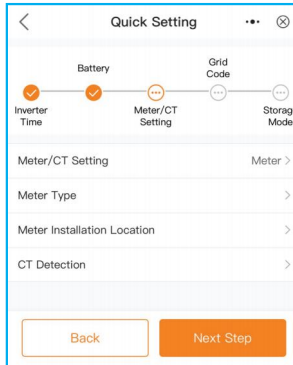 Quick Setting
Battery
Grid
Code
Inverter
Time
Meter/CT
Setting
Storag
Mode
Meter/CT Setting Meter
Meter Type
Meter Installation Location
CT Detection
Back Next Step